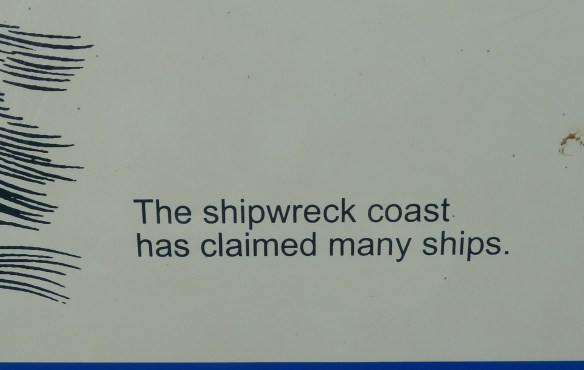 The shipwreck coast
has claimed many ships.